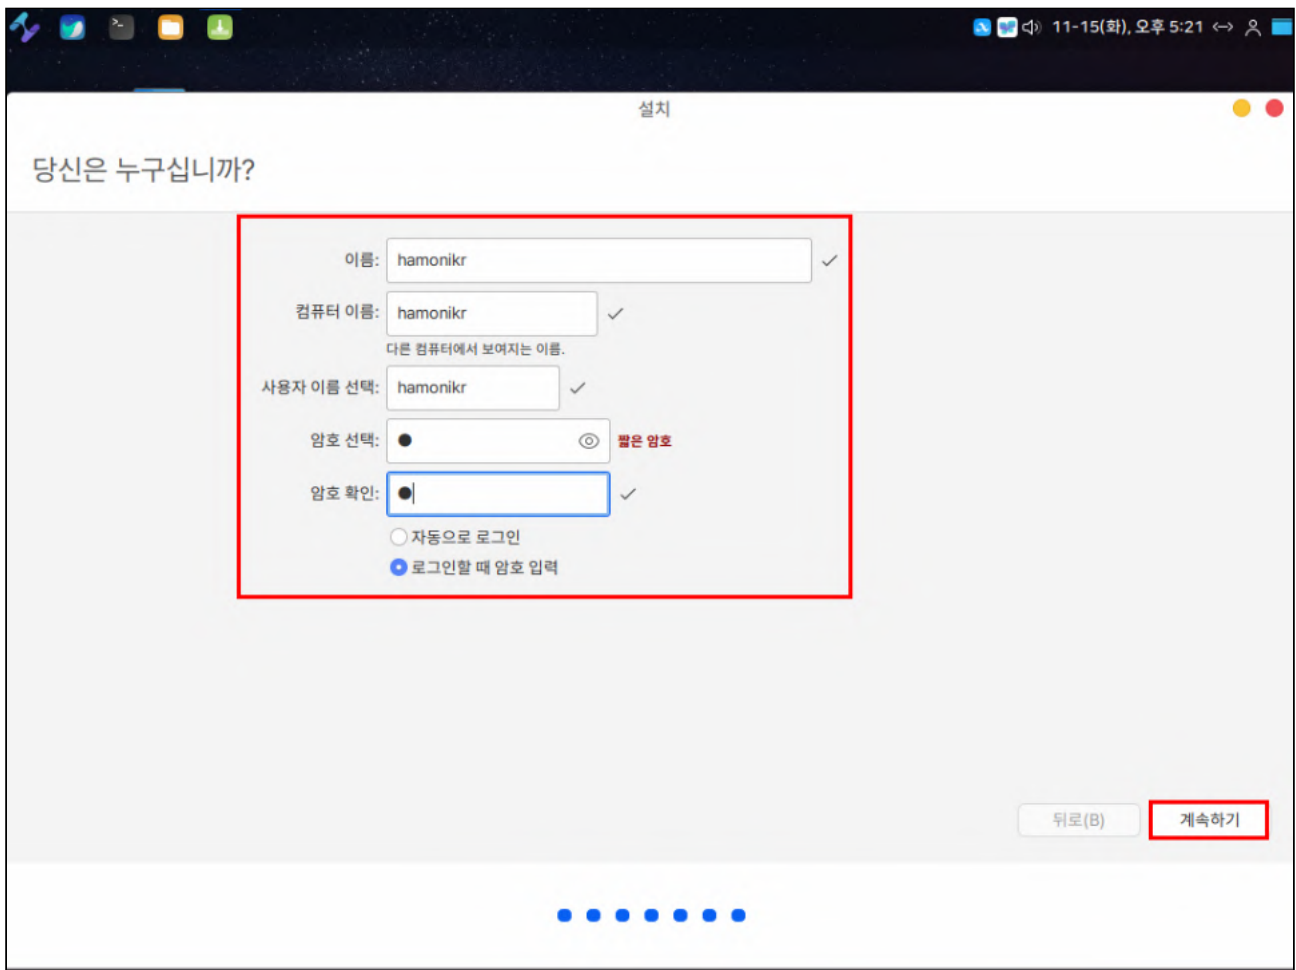 11-15(화), 오후 5:21
설치
당신은 누구십니까?
이름: hamonikr
컴퓨터 이름: hamonikr
다른 컴퓨터에서 보여지는 이름.
사용자 이름 선택: hamonikr
암호 선택: ● 짧은 암호
암호 확인: ●
자동으로 로그인
로그인할 때 암호 입력
뒤로(B) 계속하기